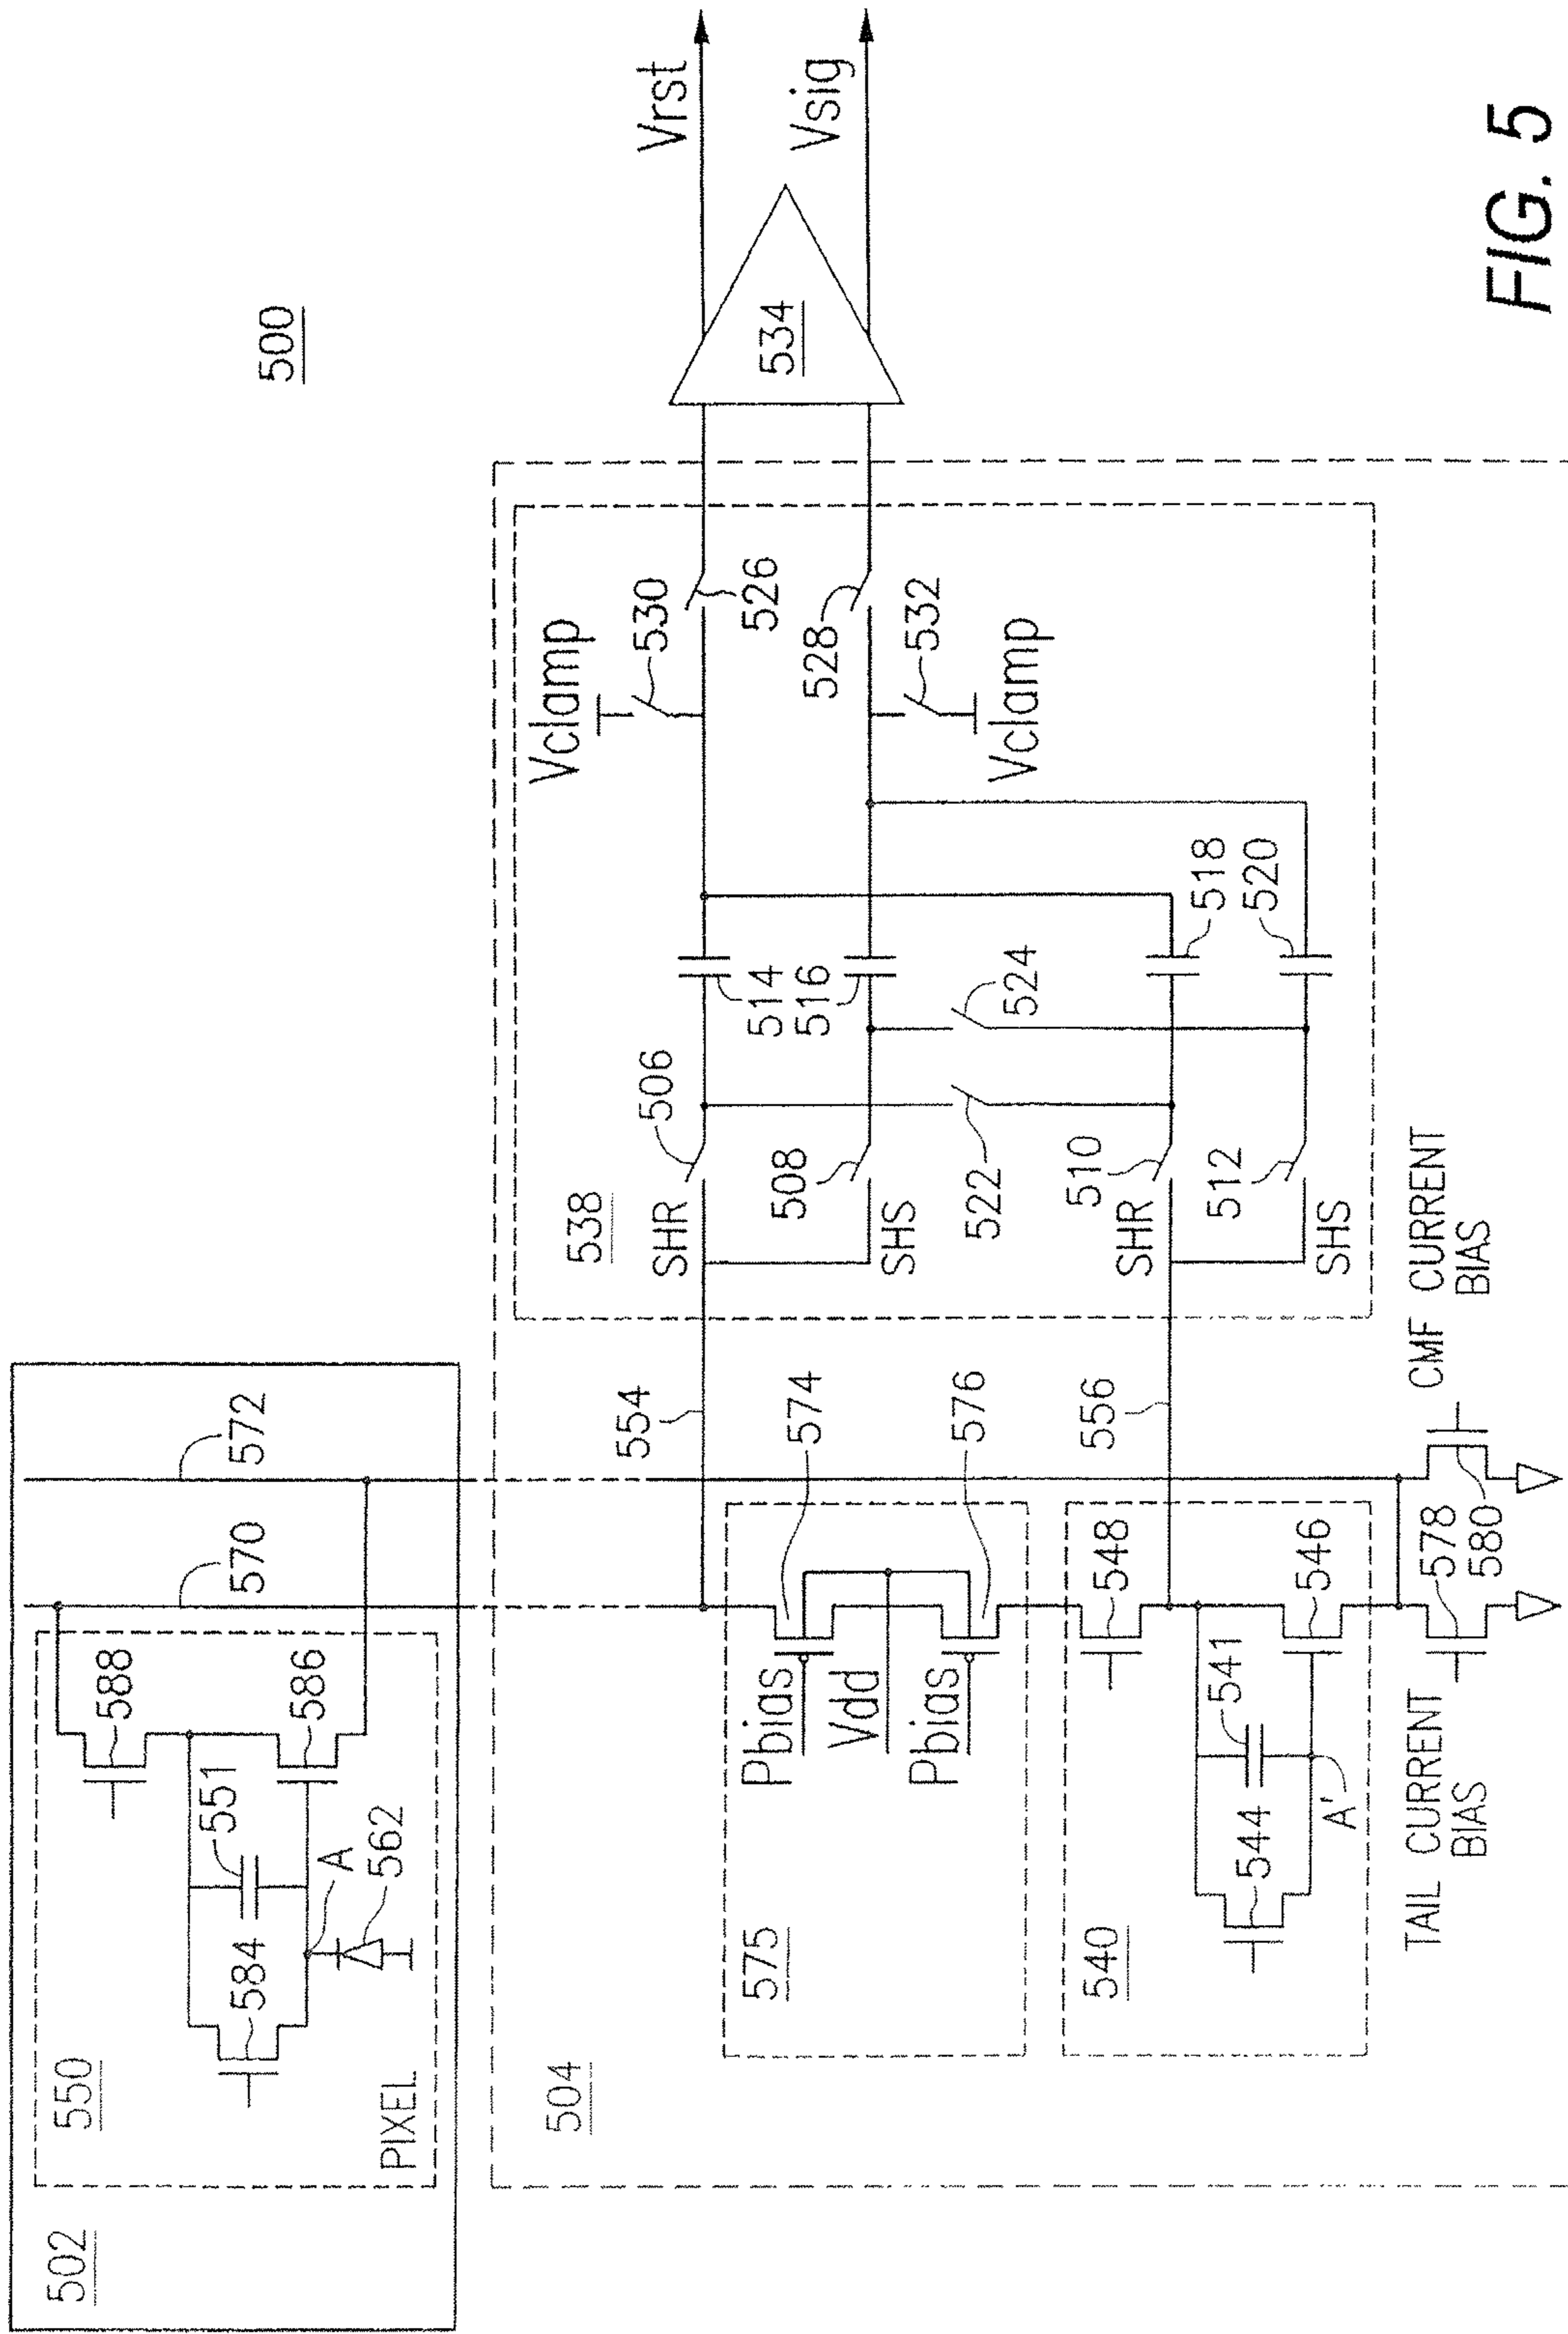 500
Vrst
Vsig
534
538
SHR
506
514
Vclamp
530
526
508
SHS
516
528
532
Vclamp
522
524
510
SHR
518
512
SHS
520
502
550
PIXEL
584
551
588
A
562
586
570
572
504
554
575
Pbias
Vdd
Pbias
574
576
556
540
544
541
548
546
A'
TAIL CURRENT
BIAS
578
580
CMF CURRENT
BIAS
FIG. 5